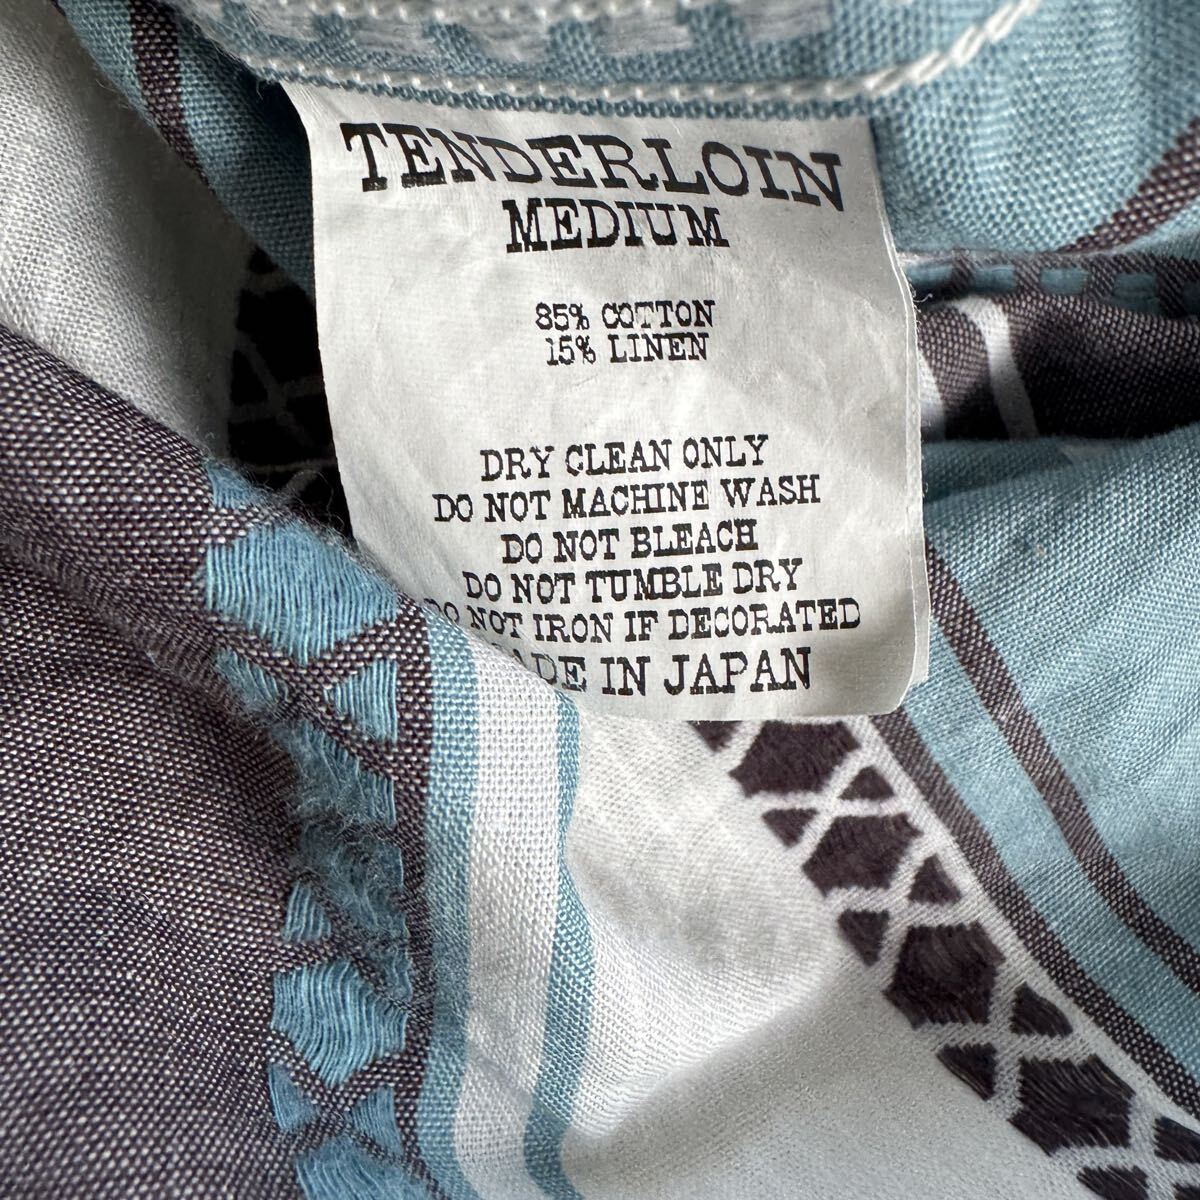 TENDERLOIN
MEDIUM
85% COTTON
15% LINEN
DRY CLEAN ONLY
DO NOT MACHINE WASH
DO NOT BLEACH
DO NOT TUMBLE DRY
DO NOT IRON IF DECORATED
MADE IN JAPAN